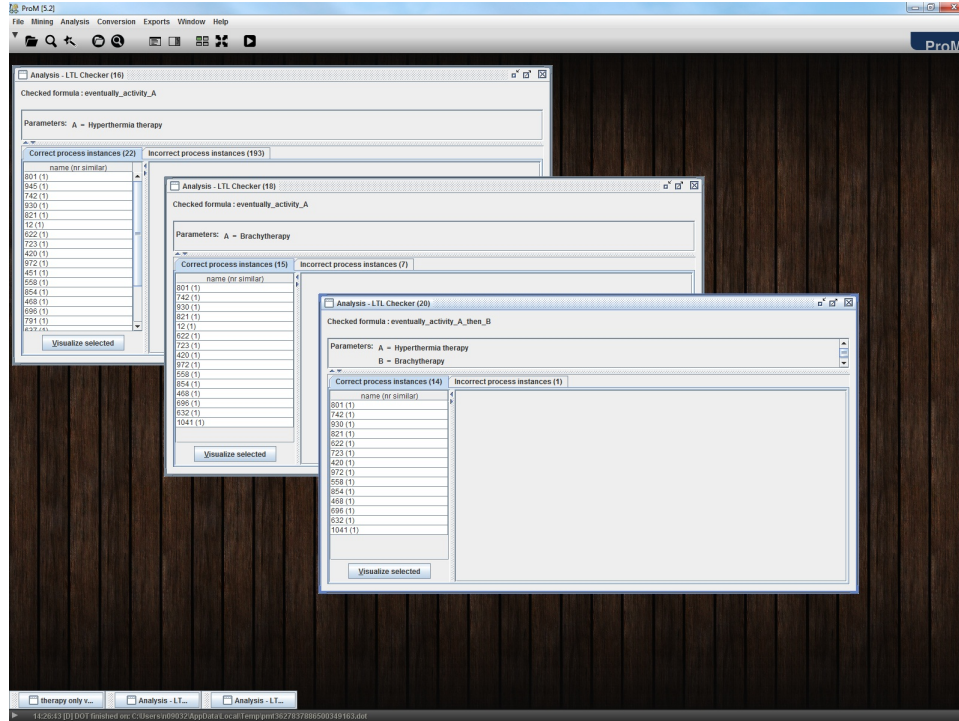 ProM [5.2]
File Mining Analysis Conversion Exports Window Help
ProM
Analysis - LTL Checker (16)
Checked formula : eventually_activity_A
Parameters: A = Hyperthermia therapy
Correct process instances (22) Incorrect process instances (193)
name (nr similar)
801 (1)
945 (1)
742 (1)
930 (1)
821 (1)
12 (1)
622 (1)
723 (1)
420 (1)
972 (1)
451 (1)
558 (1)
854 (1)
468 (1)
696 (1)
791 (1)
637 (1)
Visualize selected
Analysis - LTL Checker (18)
Checked formula : eventually_activity_A
Parameters: A = Brachytherapy
Correct process instances (15) Incorrect process instances (7)
name (nr similar)
801 (1)
742 (1)
930 (1)
821 (1)
12 (1)
622 (1)
723 (1)
420 (1)
972 (1)
558 (1)
854 (1)
468 (1)
696 (1)
632 (1)
1041 (1)
Visualize selected
Analysis - LTL Checker (20)
Checked formula : eventually_activity_A_then_B
Parameters: A = Hyperthermia therapy
B = Brachytherapy
Correct process instances (14) Incorrect process instances (1)
name (nr similar)
801 (1)
742 (1)
930 (1)
821 (1)
622 (1)
723 (1)
420 (1)
972 (1)
558 (1)
854 (1)
468 (1)
696 (1)
632 (1)
1041 (1)
Visualize selected
therapy only v... Analysis - LT... Analysis - LT...
14:26:43 [D] DOT finished on: C:\Users\n09032\AppData\Local\Temp\pmt3627837886500349163.dot